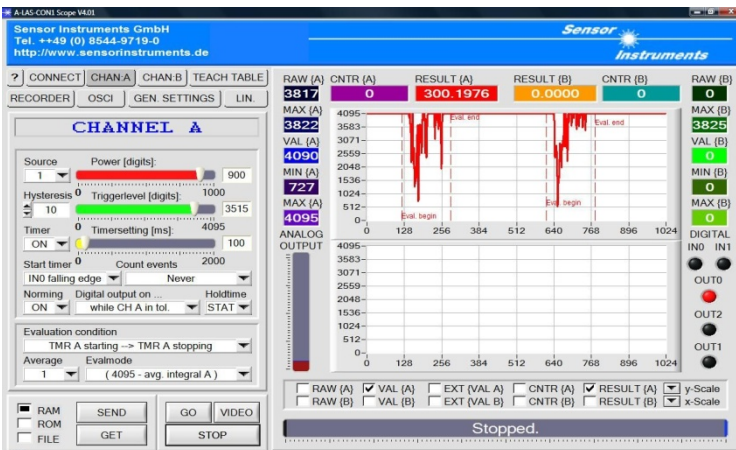 A-LAS-CON1 Scope V4.01
Sensor Instruments GmbH
Tel. ++49 (0) 8544-9719-0
http://www.sensorinstruments.de
Sensor
Instruments
? CONNECT CHAN:A CHAN:B TEACH TABLE
RECORDER OSCI GEN. SETTINGS LIN.
CHANNEL A
Source Power [digits]:
1 900
Hysteresis 0 Triggerlevel [digits]: 1000
10 3515
Timer 0 Timersetting [ms]: 4095
ON 100
Start timer 0 Count events 2000
IN0 falling edge Never
Norming Digital output on ... Holdtime
ON while CH A in tol. STAT
Evaluation condition
TMR A starting --> TMR A stopping
Average Evalmode
1 ( 4095 - avg. integral A )
RAM SEND GO VIDEO
ROM
FILE GET STOP
RAW {A} CNTR {A} RESULT {A} RESULT {B} CNTR {B} RAW {B}
3817 0 300.1976 0.0000 0 0
MAX {A}
3822
VAL {A}
4090
MIN {A}
727
MAX {A}
4095
ANALOG
OUTPUT
4095
3583
3071
2559
2048
1536
1024
512
0
0 128 256 384 512 640 768 896 1024
Eval. end
Eval. end
Eval. begin
Eval. begin
4095
3583
3071
2559
2048
1536
1024
512
0
0 128 256 384 512 640 768 896 1024
MAX {B}
3825
VAL {B}
0
MIN {B}
0
MAX {B}
0
DIGITAL
IN0 IN1
OUT0
OUT2
OUT1
RAW {A} VAL {A} EXT {VAL A} CNTR {A} RESULT {A} y-Scale
RAW {B} VAL {B} EXT {VAL B} CNTR {B} RESULT {B} x-Scale
Stopped.